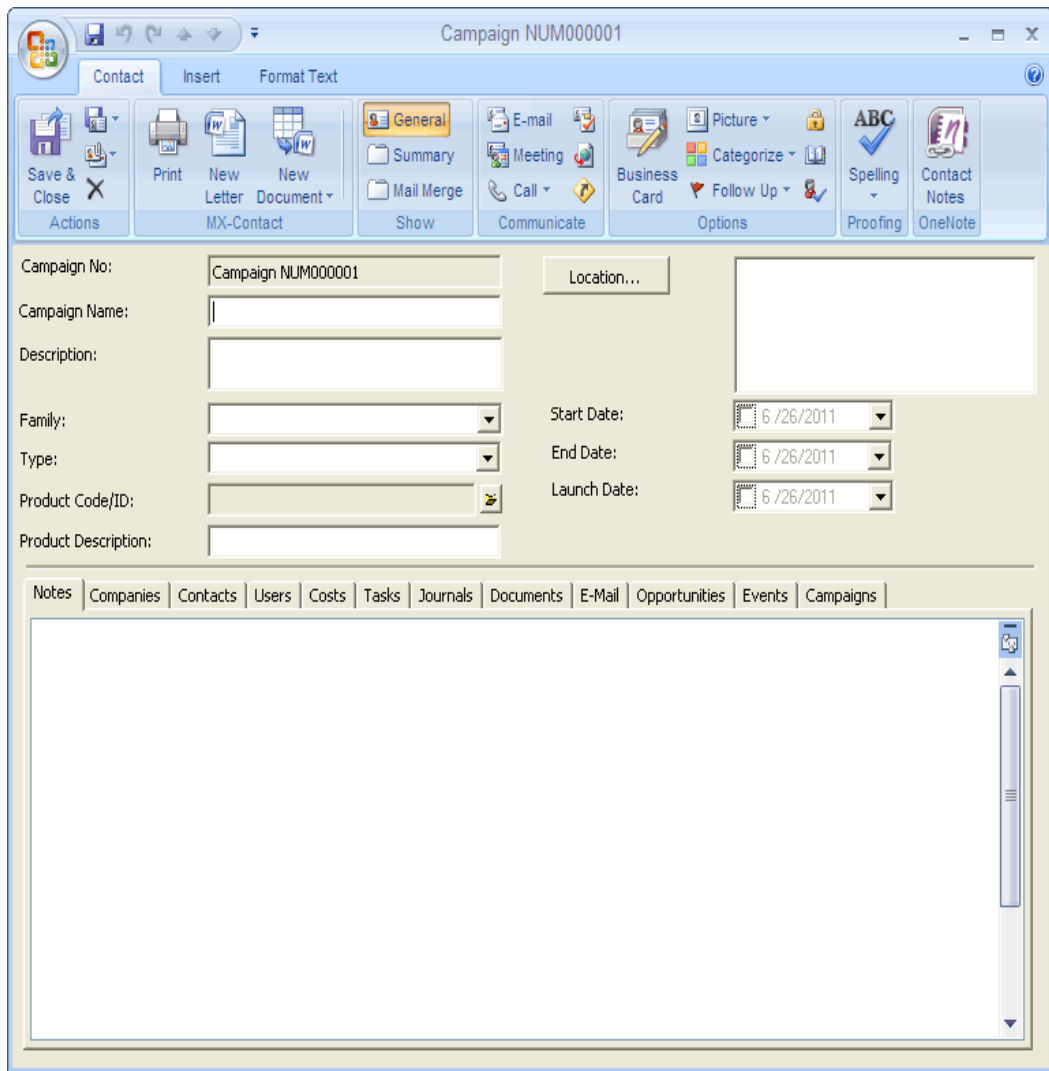 Campaign NUM000001
Contact Insert Format Text
Save & Close
Print
New Letter
New Document
General
Summary
Mail Merge
E-mail
Meeting
Call
Business Card
Picture
Categorize
Follow Up
ABC
Spelling
Contact Notes
Actions MX-Contact Show Communicate Options Proofing OneNote
Campaign No: Campaign NUM000001 Location...
Campaign Name:
Description:
Family: Start Date: 6 /26/2011
Type: End Date: 6 /26/2011
Product Code/ID: Launch Date: 6 /26/2011
Product Description:
Notes Companies Contacts Users Costs Tasks Journals Documents E-Mail Opportunities Events Campaigns